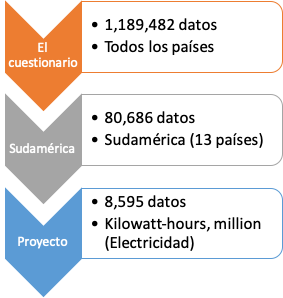 El
cuestionario
• 1,189,482 datos
• Todos los países
Sudamérica
• 80,686 datos
• Sudamérica (13 países)
Proyecto
• 8,595 datos
• Kilowatt-hours, million
(Electricidad)